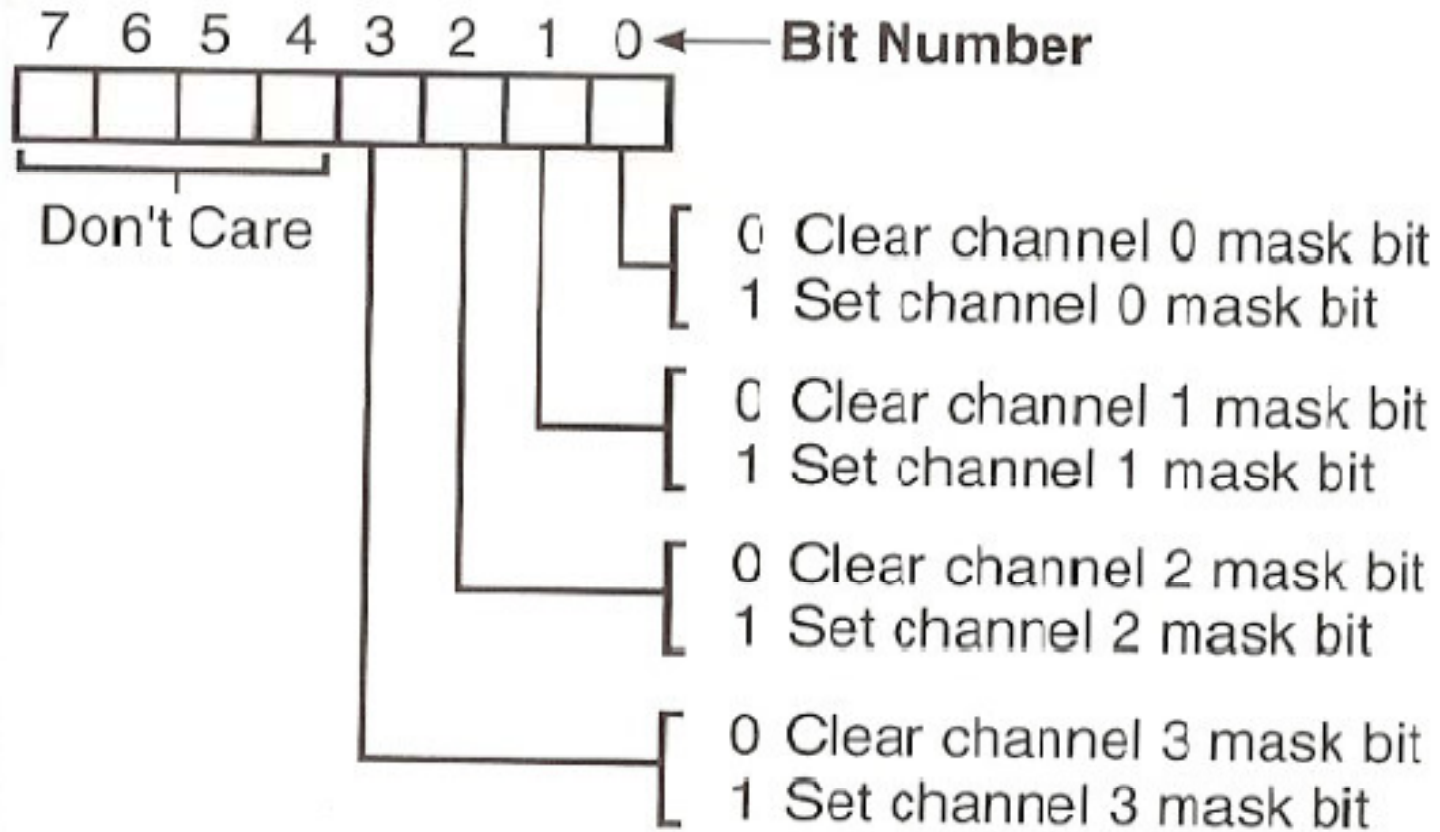 7 6 5 4 3 2 1 0 Bit Number
Don't Care
0 Clear channel 0 mask bit
1 Set channel 0 mask bit
0 Clear channel 1 mask bit
1 Set channel 1 mask bit
0 Clear channel 2 mask bit
1 Set channel 2 mask bit
0 Clear channel 3 mask bit
1 Set channel 3 mask bit